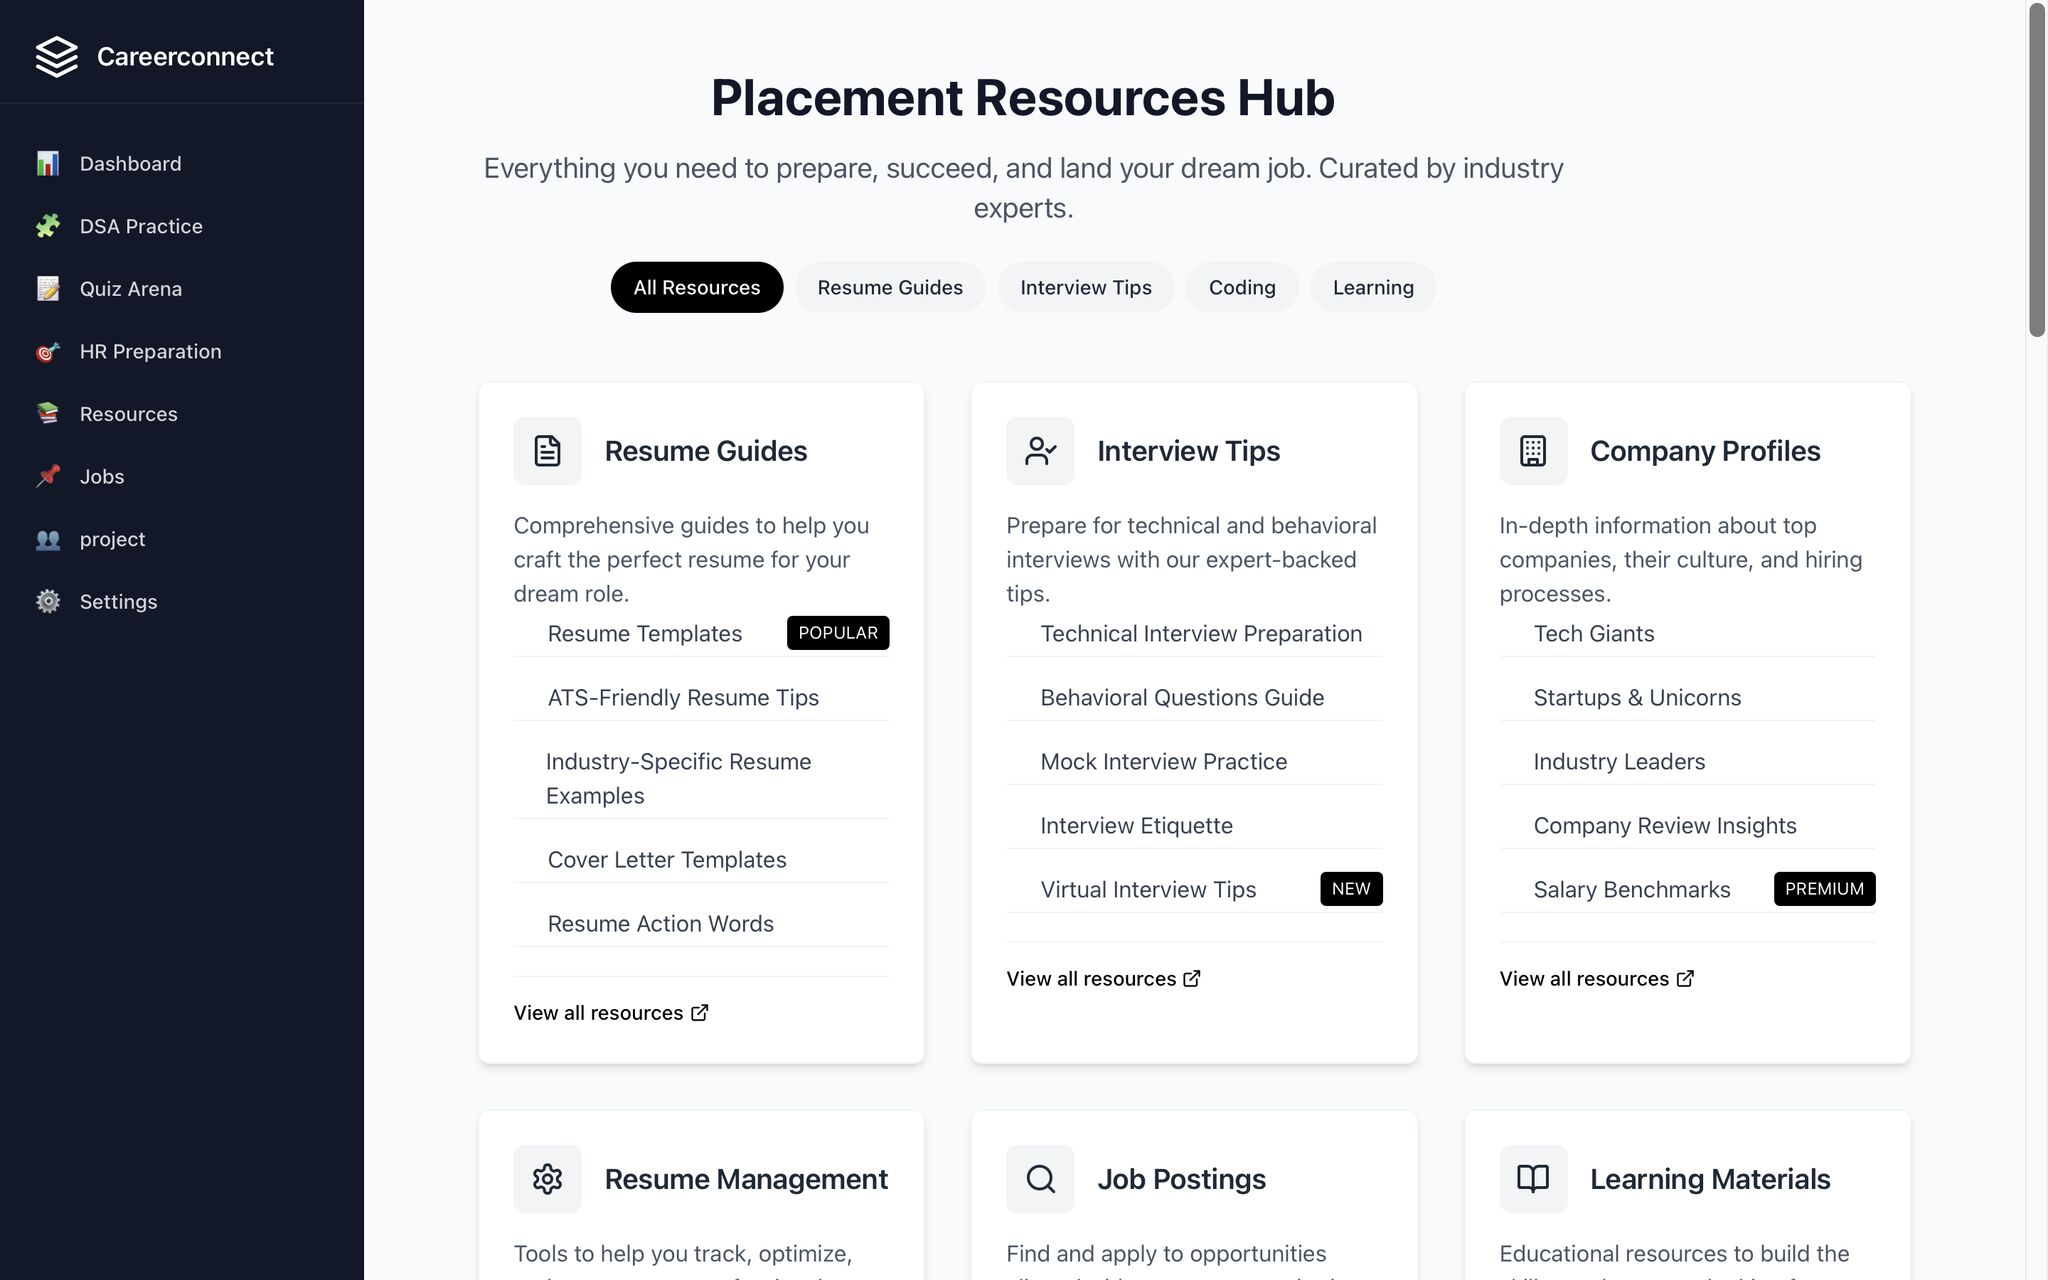 Careerconnect
Dashboard
DSA Practice
Quiz Arena
HR Preparation
Resources
Jobs
project
Settings
Placement Resources Hub
Everything you need to prepare, succeed, and land your dream job. Curated by industry
experts.
All Resources
Resume Guides
Interview Tips
Coding
Learning
Resume Guides
Comprehensive guides to help you
craft the perfect resume for your
dream role.
Resume Templates POPULAR
ATS-Friendly Resume Tips
Industry-Specific Resume
Examples
Cover Letter Templates
Resume Action Words
View all resources
Interview Tips
Prepare for technical and behavioral
interviews with our expert-backed
tips.
Technical Interview Preparation
Behavioral Questions Guide
Mock Interview Practice
Interview Etiquette
Virtual Interview Tips NEW
View all resources
Company Profiles
In-depth information about top
companies, their culture, and hiring
processes.
Tech Giants
Startups & Unicorns
Industry Leaders
Company Review Insights
Salary Benchmarks PREMIUM
View all resources
Resume Management
Tools to help you track, optimize,
Job Postings
Find and apply to opportunities
Learning Materials
Educational resources to build the